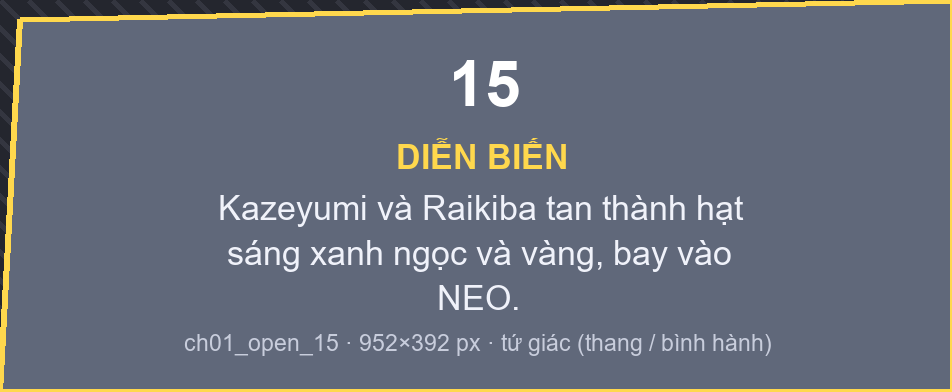 15
DIỄN BIẾN
Kazeyumi và Raikiba tan thành hạt
sáng xanh ngọc và vàng, bay vào
NEO.
ch01_open_15 · 952×392 px · tứ giác (thang / bình hành)